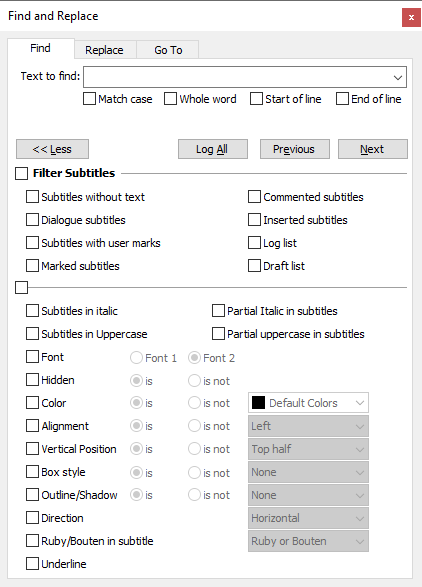 Find and Replace
x
Find Replace Go To
Text to find:
Match case Whole word Start of line End of line
<< Less Log All Previous Next
Filter Subtitles
Subtitles without text Commented subtitles
Dialogue subtitles Inserted subtitles
Subtitles with user marks Log list
Marked subtitles Draft list
Subtitles in italic Partial Italic in subtitles
Subtitles in Uppercase Partial uppercase in subtitles
Font Font 1 Font 2
Hidden is is not
Color is is not Default Colors
Alignment is is not Left
Vertical Position is is not Top half
Box style is is not None
Outline/Shadow is is not None
Direction Horizontal
Ruby/Bouten in subtitle Ruby or Bouten
Underline